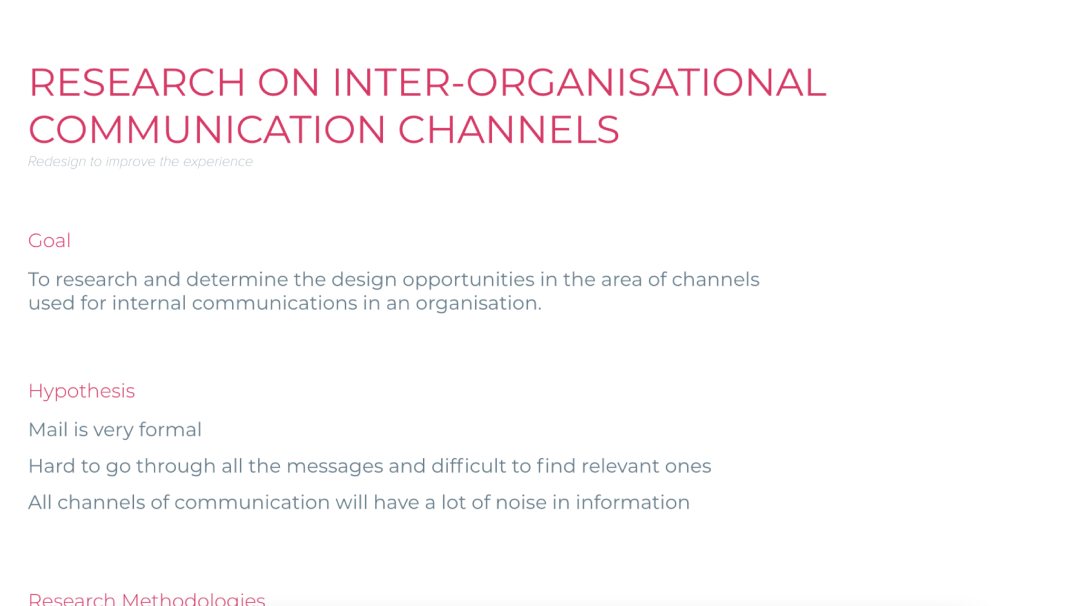 RESEARCH ON INTER-ORGANISATIONAL
COMMUNICATION CHANNELS
Redesign to improve the experience
Goal
To research and determine the design opportunities in the area of channels
used for internal communications in an organisation.
Hypothesis
Mail is very formal
Hard to go through all the messages and difficult to find relevant ones
All channels of communication will have a lot of noise in information
Research Methodologies